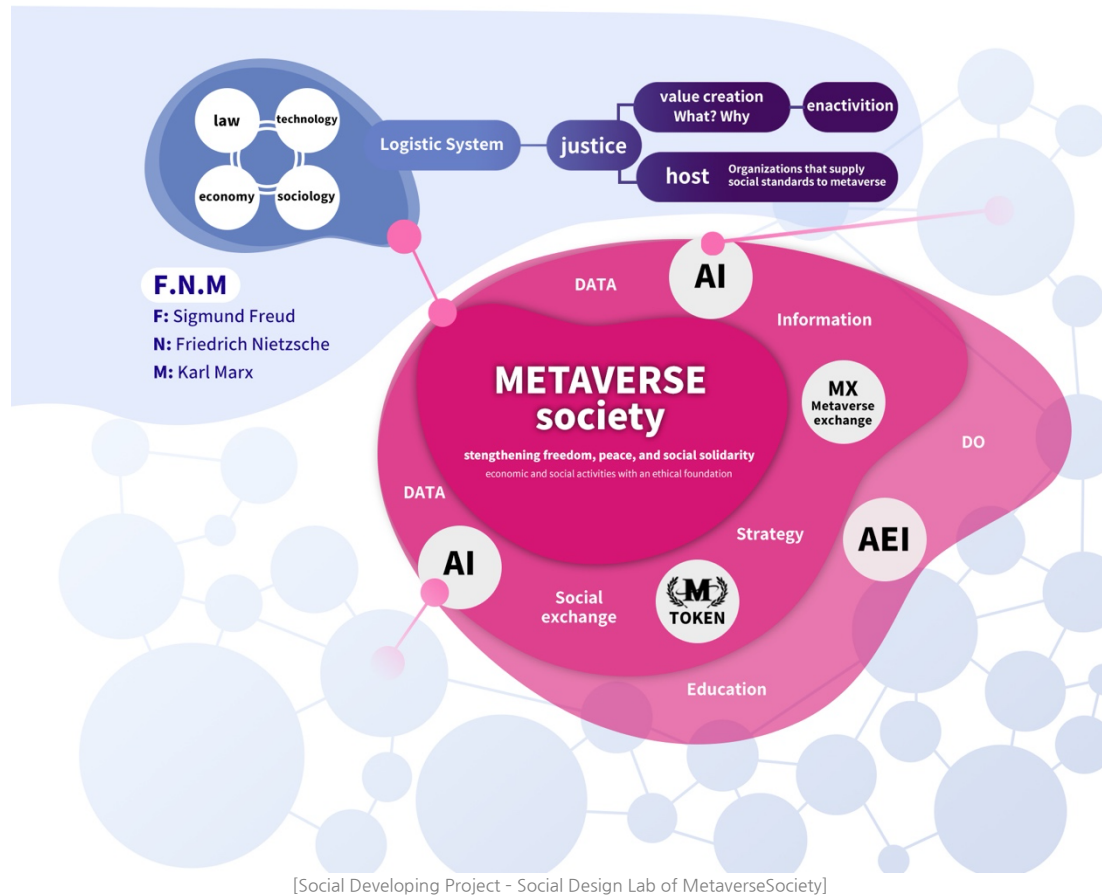 law
technology
economy
sociology
Logistic System
justice
value creation
What? Why
enactivition
host
Organizations that supply
social standards to metaverse
F.N.M
F: Sigmund Freud
N: Friedrich Nietzsche
M: Karl Marx
DATA
AI
Information
MX
Metaverse
exchange
DO
METAVERSE
society
stengthening freedom, peace, and social solidarity
economic and social activities with an ethical foundation
DATA
AI
Strategy
AEI
Social
exchange
M
TOKEN
Education
[Social Developing Project - Social Design Lab of MetaverseSociety]